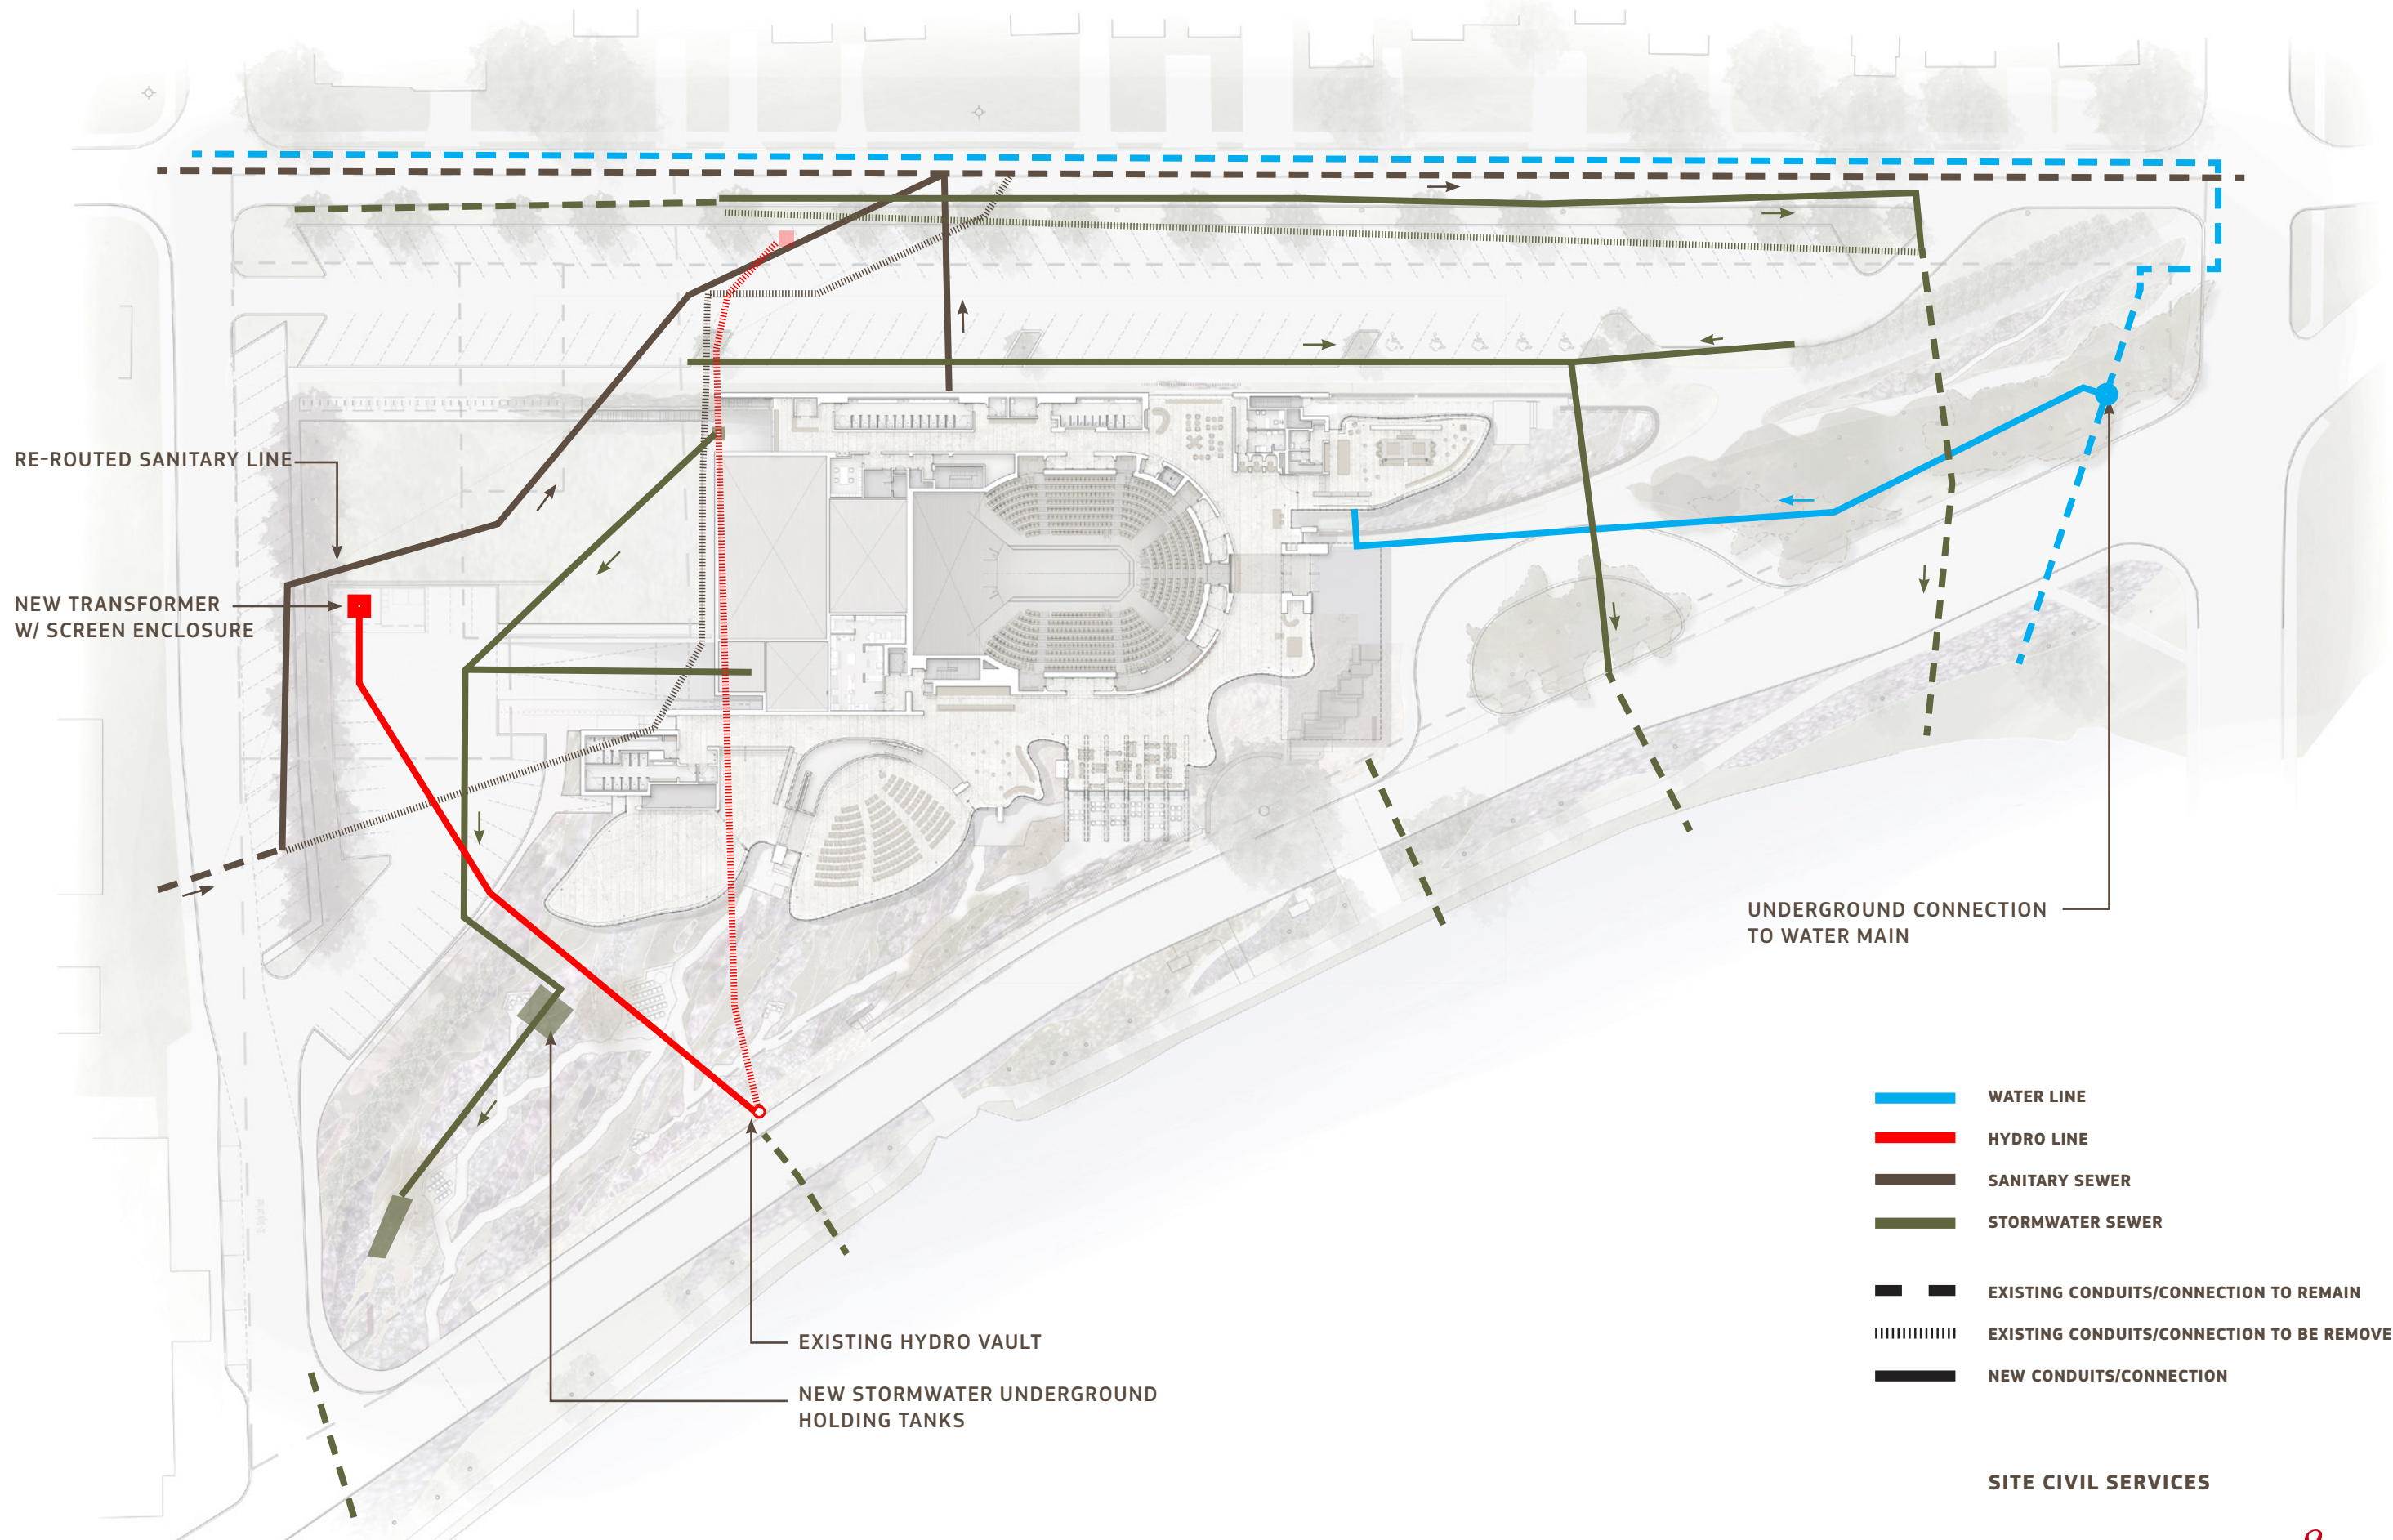 RE-ROUTED SANITARY LINE
NEW TRANSFORMER
W/ SCREEN ENCLOSURE
UNDERGROUND CONNECTION
TO WATER MAIN
WATER LINE
HYDRO LINE
SANITARY SEWER
STORMWATER SEWER
EXISTING CONDUITS/CONNECTION TO REMAIN
EXISTING CONDUITS/CONNECTION TO BE REMOVE
NEW CONDUITS/CONNECTION
EXISTING HYDRO VAULT
NEW STORMWATER UNDERGROUND
HOLDING TANKS
SITE CIVIL SERVICES